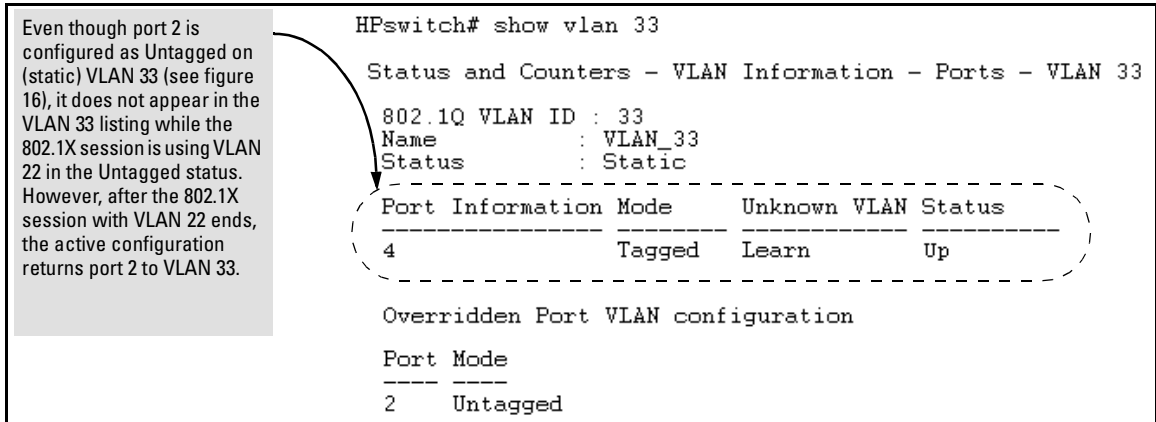 Even though port 2 is
configured as Untagged on
(static) VLAN 33 (see figure
16), it does not appear in the
VLAN 33 listing while the
802.1X session is using VLAN
22 in the Untagged status.
However, after the 802.1X
session with VLAN 22 ends,
the active configuration
returns port 2 to VLAN 33.
HPswitch# show vlan 33
Status and Counters - VLAN Information - Ports - VLAN 33
802.1Q VLAN ID : 33
Name : VLAN_33
Status : Static
Port Information Mode Unknown VLAN Status
---------------- -------- ------------ ----------
4 Tagged Learn Up
Overridden Port VLAN configuration
Port Mode
---- ----
2 Untagged